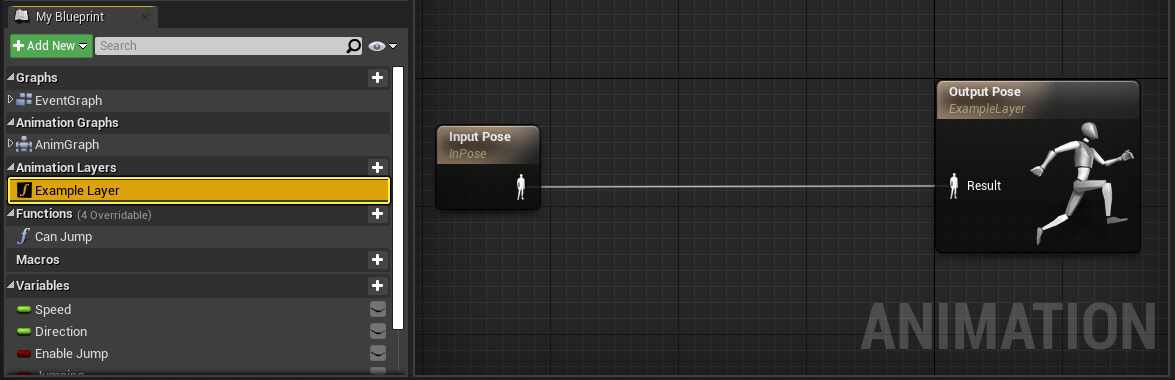 My Blueprint
Add New
Search
Graphs
EventGraph
Animation Graphs
AnimGraph
Animation Layers
Example Layer
Functions (4 Overridable)
Can Jump
Macros
Variables
Speed
Direction
Enable Jump
Jumping
Input Pose
InPose
Output Pose
ExampleLayer
Result
ANIMATION